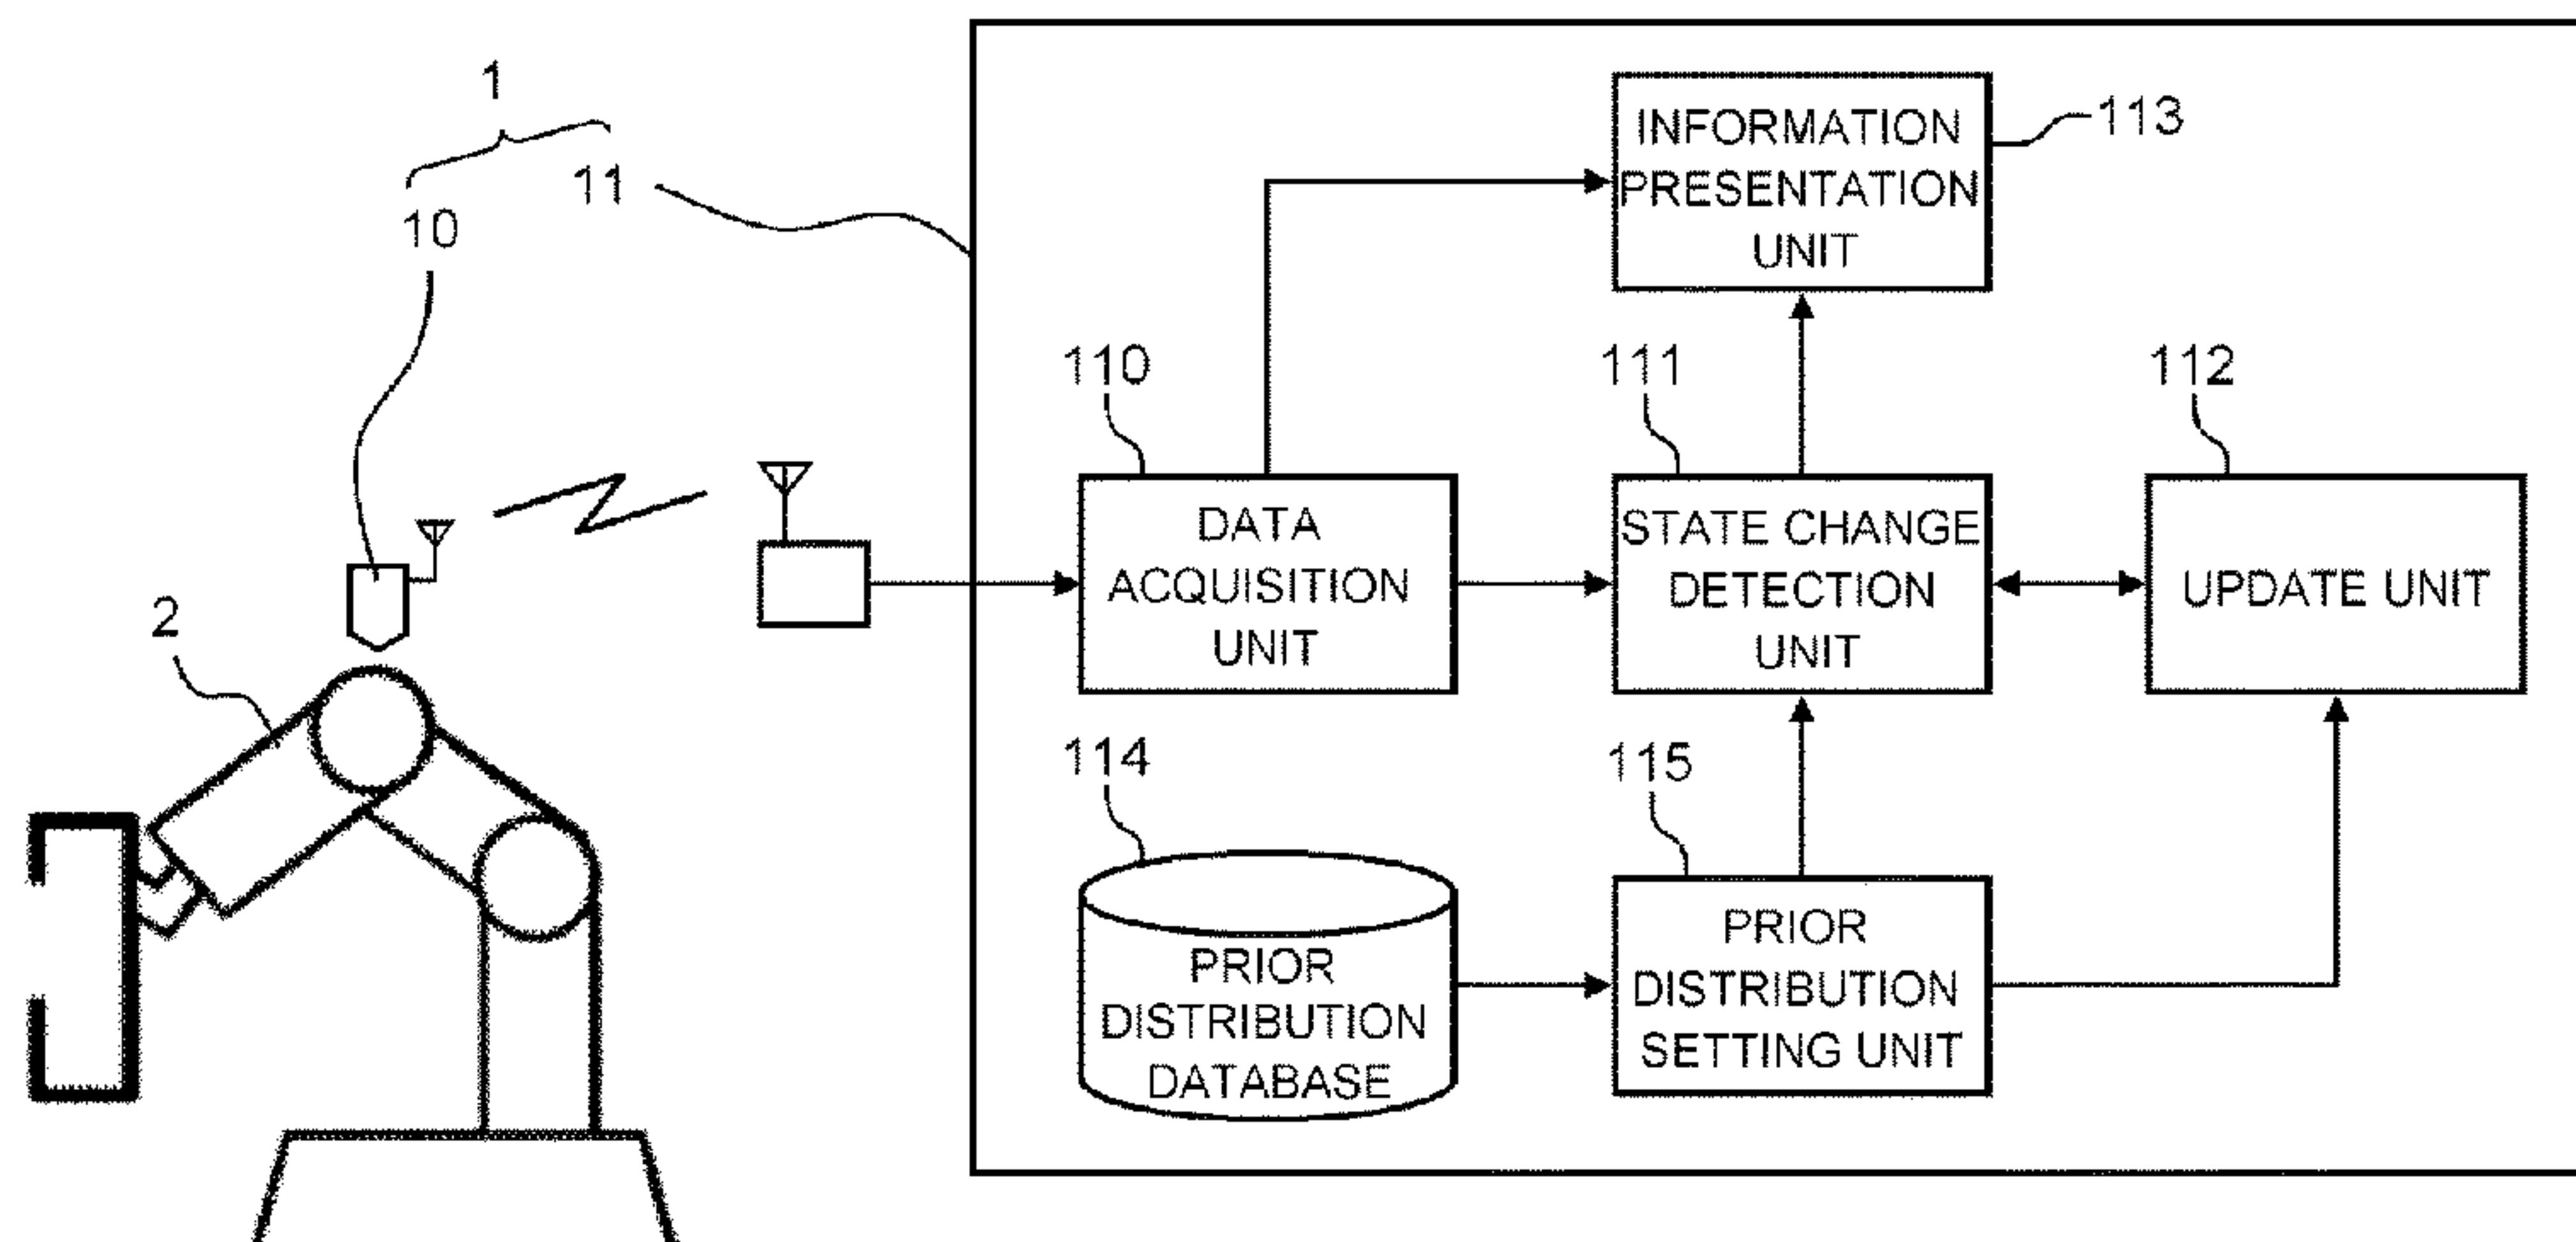 1
11
10
2
113
INFORMATION
PRESENTATION
UNIT
110
DATA
ACQUISITION
UNIT
111
STATE CHANGE
DETECTION
UNIT
112
UPDATE UNIT
114
PRIOR
DISTRIBUTION
DATABASE
115
PRIOR
DISTRIBUTION
SETTING UNIT